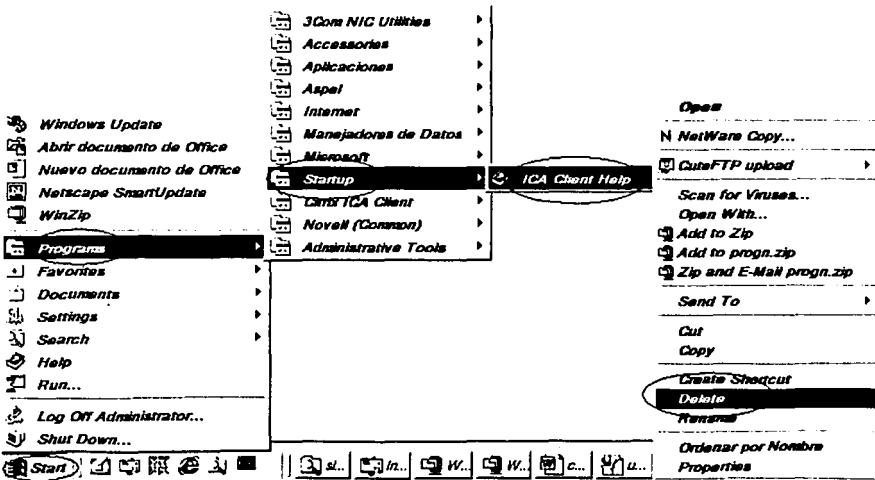 Windows Update
Abrir documento de Office
Nuevo documento de Office
Netscape SmartUpdate
WinZip
Programs
Favorites
Documents
Settings
Search
Help
Run...
Log Off Administrator...
Shut Down...
Start
3Com NIC Utilities
Accessories
Aplicaciones
Aspel
Internet
Manejadores de Datos
Microsoft
Startup
Citrix ICA Client
Novell (Common)
Administrative Tools
ICA Client Help
Open
N NetWare Copy...
CuteFTP upload
Scan for Viruses...
Open With...
Add to Zip
Add to progn.zip
Zip and E-Mail progn.zip
Send To
Cut
Copy
Create Shortcut
Delete
Rename
Ordenar por Nombre
Properties
si...
In...
W...
W...
c...
u...